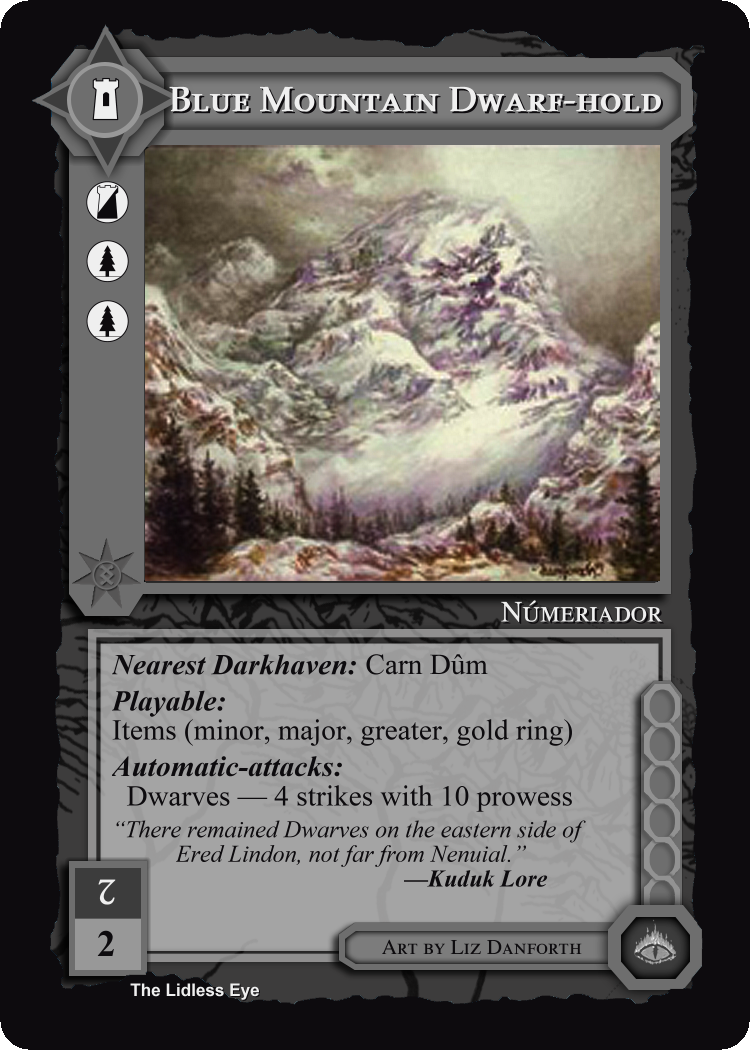 Blue Mountain Dwarf-hold
Númeriador
Nearest Darkhaven: Carn Dûm
Playable:
Items (minor, major, greater, gold ring)
Automatic-attacks:
Dwarves — 4 strikes with 10 prowess
“There remained Dwarves on the eastern side of
Ered Lindon, not far from Nenuial.”
—Kuduk Lore
2
2
Art by Liz Danforth
The Lidless Eye